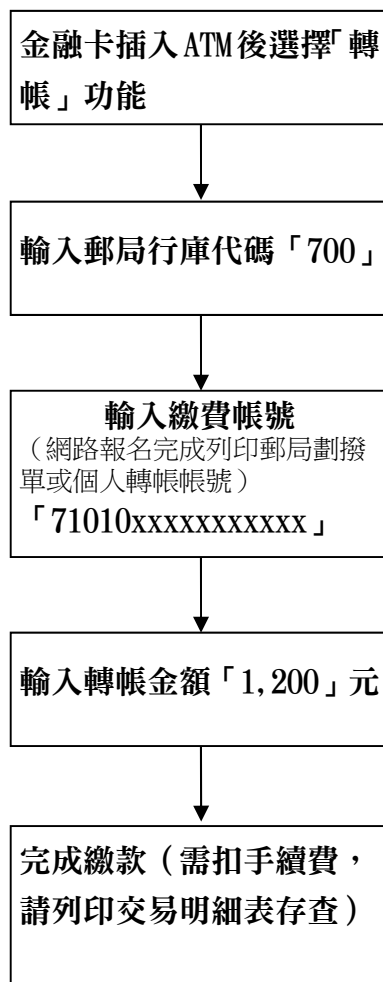 金融卡插入 ATM 後選擇「轉
帳」功能
輸入郵局行庫代碼「700」
輸入繳費帳號
（網路報名完成列印郵局劃撥
單或個人轉帳帳號）
「71010xxxxxxxxxxx」
輸入轉帳金額「1,200」元
完成繳款（需扣手續費，
請列印交易明細表存查）